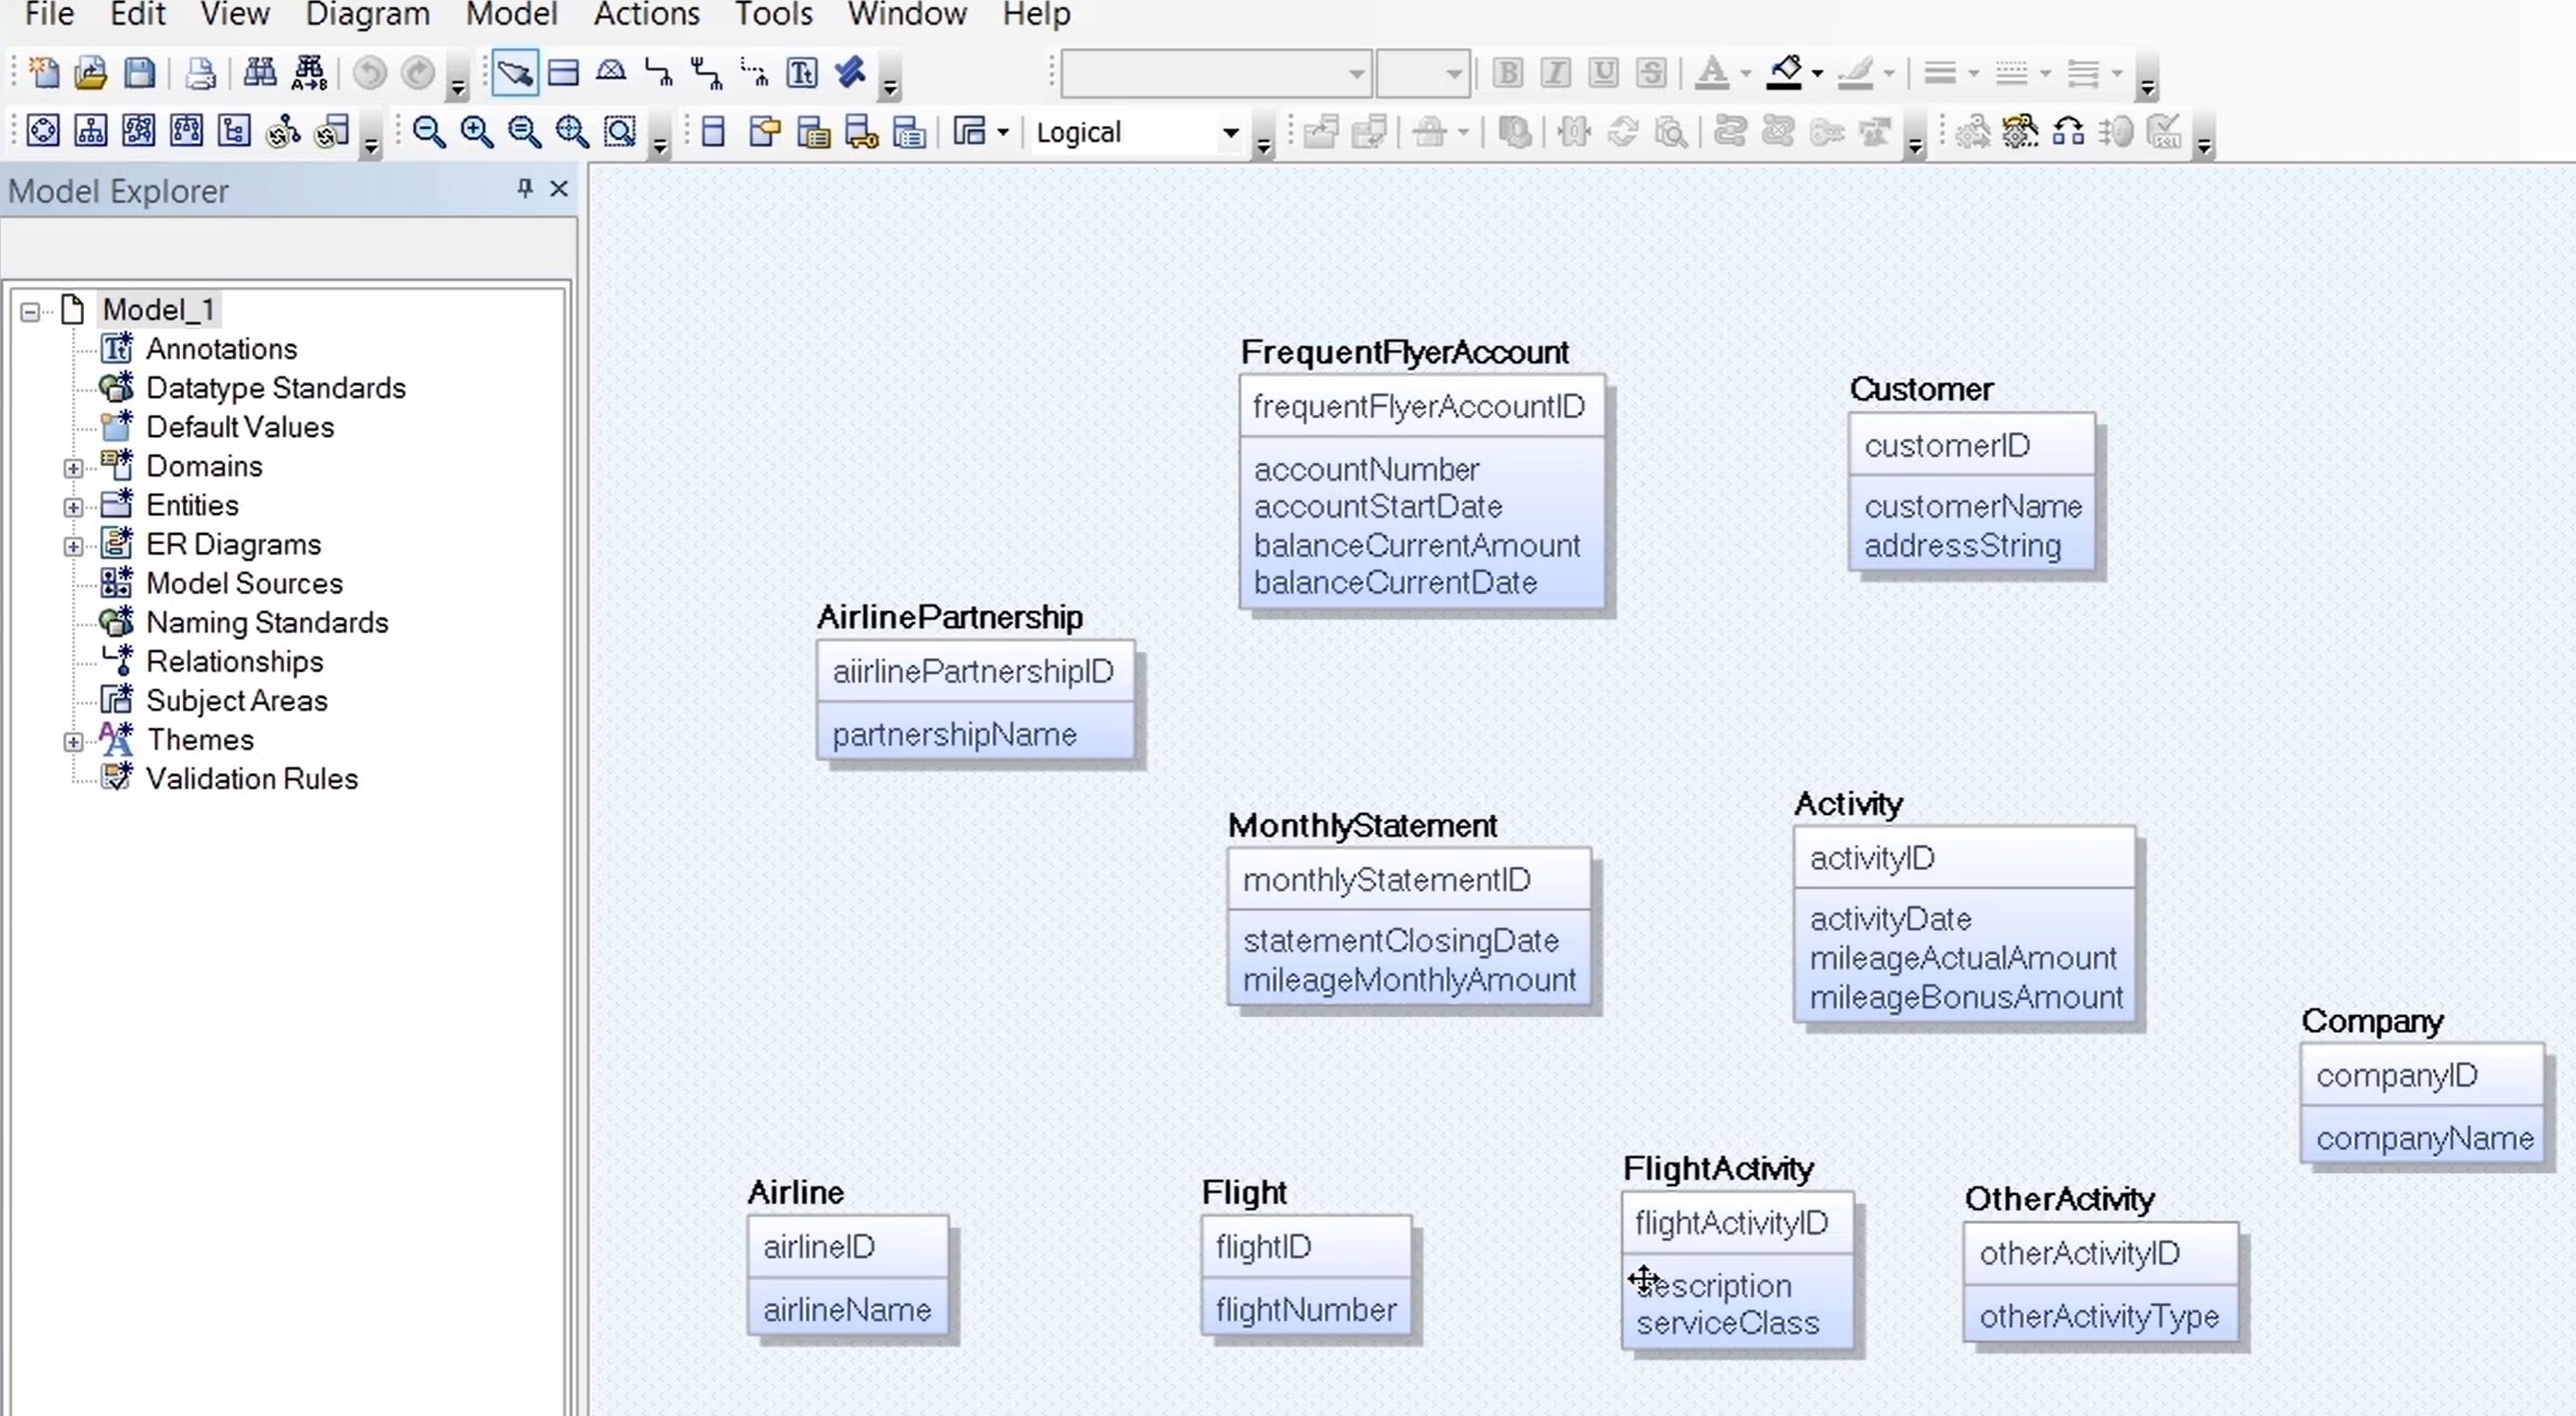 File Edit View Diagram Model Actions Tools Window Help
A→B Tt B I U S A
Logical SQL
Model Explorer
Model_1
Annotations
Datatype Standards
Default Values
Domains
Entities
ER Diagrams
Model Sources
Naming Standards
Relationships
Subject Areas
Themes
Validation Rules
FrequentFlyerAccount
frequentFlyerAccountID
accountNumber
accountStartDate
balanceCurrentAmount
balanceCurrentDate
Customer
customerID
customerName
addressString
AirlinePartnership
aiirlinePartnershipID
partnershipName
MonthlyStatement
monthlyStatementID
statementClosingDate
mileageMonthlyAmount
Activity
activityID
activityDate
mileageActualAmount
mileageBonusAmount
Company
companyID
companyName
Airline
airlineID
airlineName
Flight
flightID
flightNumber
FlightActivity
flightActivityID
description
serviceClass
OtherActivity
otherActivityID
otherActivityType